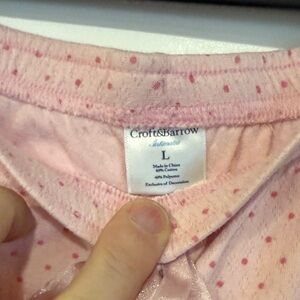 Croft&Barrow
Intimates
L
Made in China
60% Cotton
40% Polyester
Exclusive of Decoration